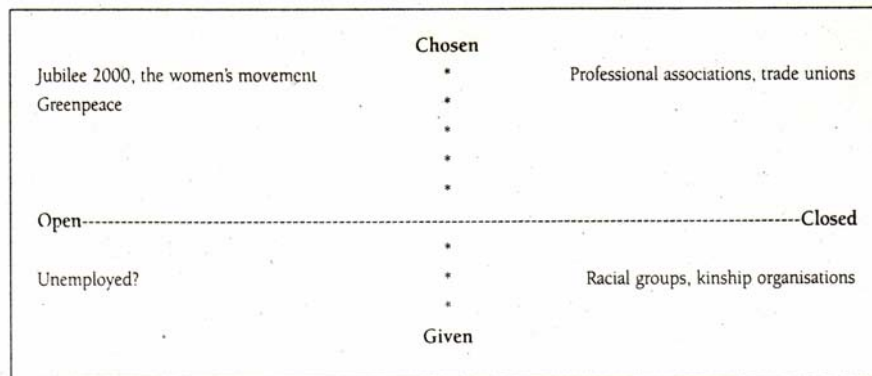 Chosen
Jubilee 2000, the women's movement * Professional associations, trade unions
Greenpeace *
*
*
*
Open--------------------------------------------------------------------------------Closed
*
Unemployed? * Racial groups, kinship organisations
*
Given